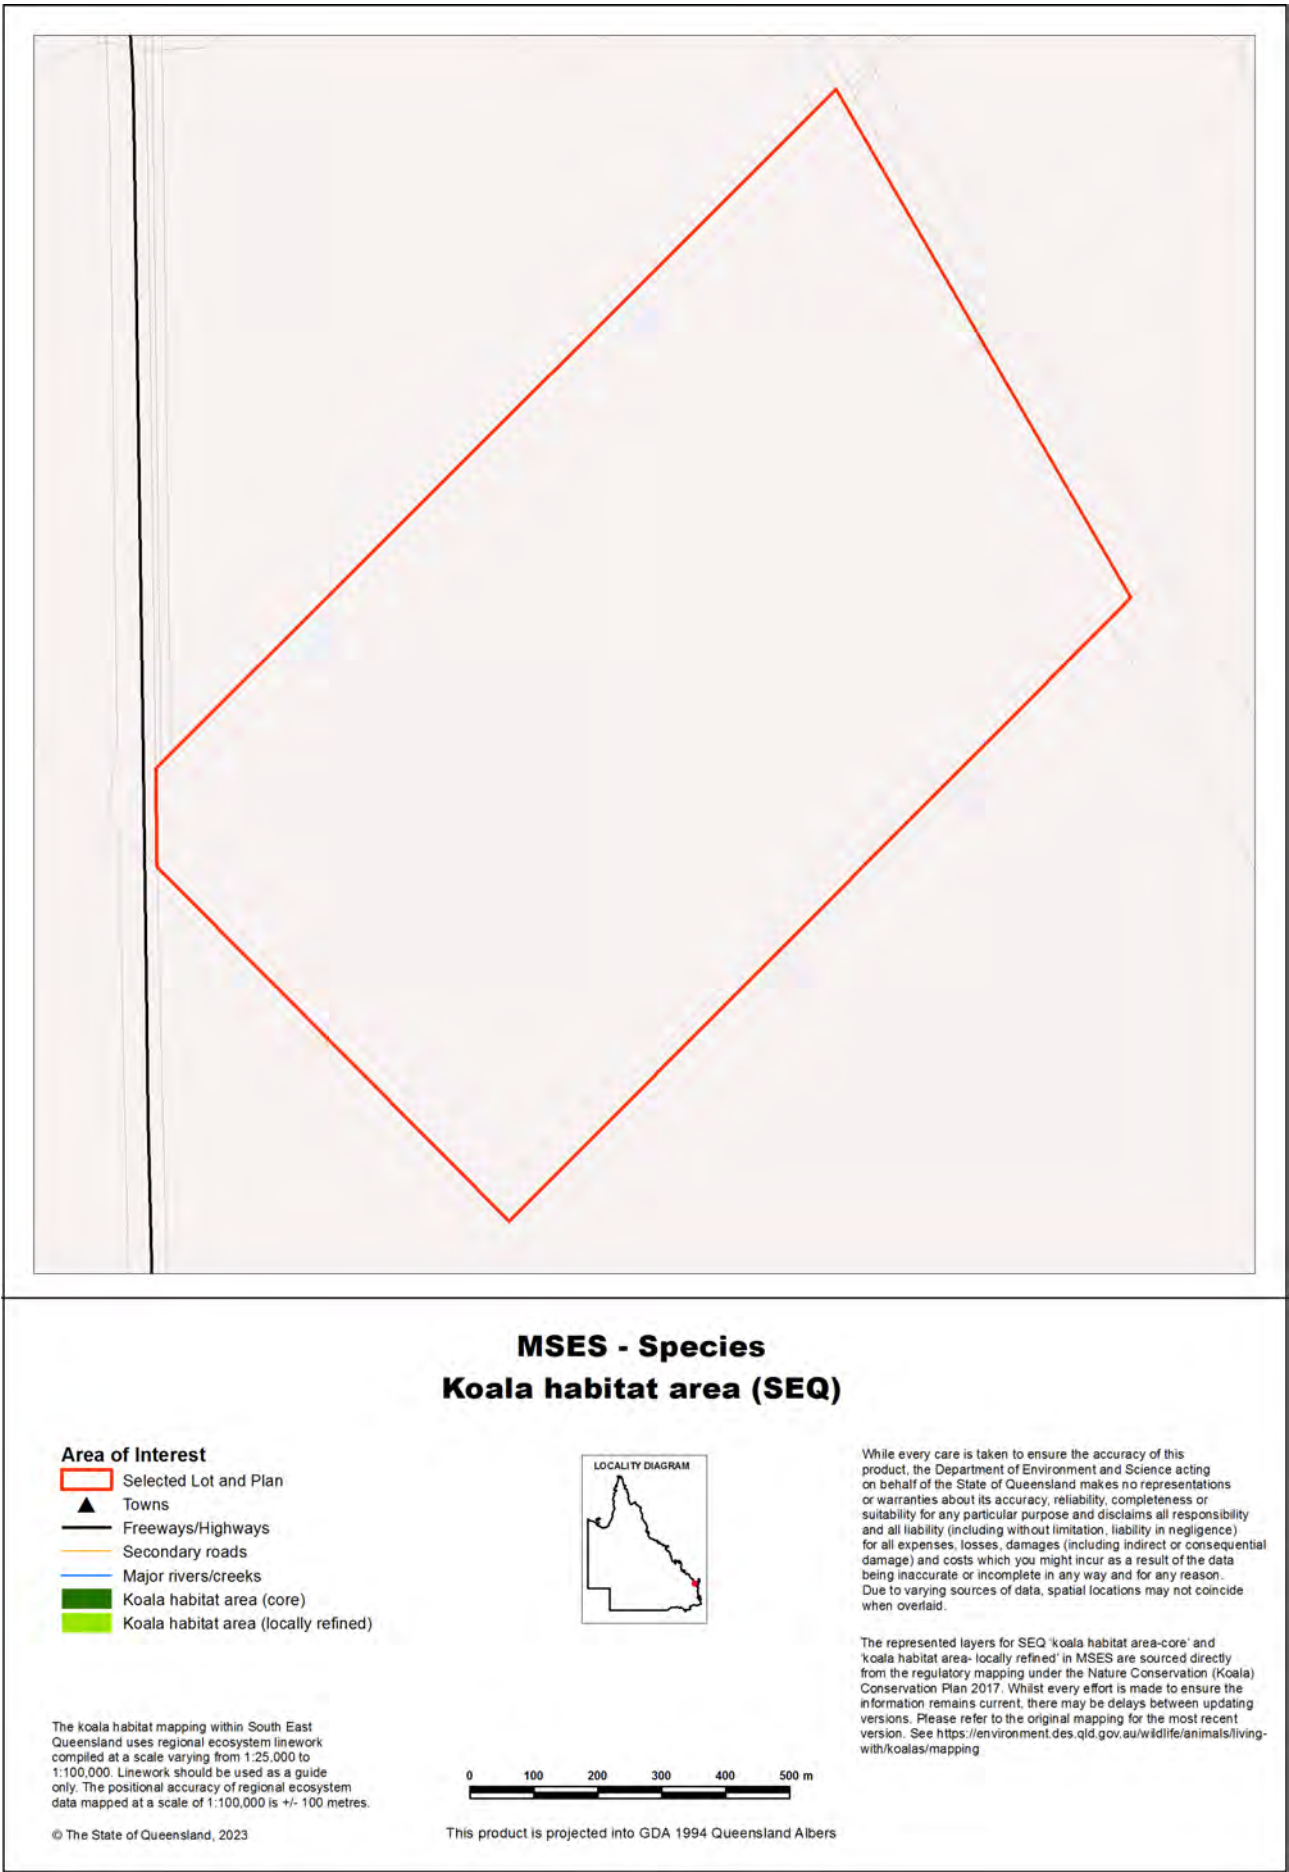 MSES - Species
Koala habitat area (SEQ)
Area of Interest
Selected Lot and Plan
Towns
Freeways/Highways
Secondary roads
Major rivers/creeks
Koala habitat area (core)
Koala habitat area (locally refined)
The koala habitat mapping within South East
Queensland uses regional ecosystem linework
compiled at a scale varying from 1:25,000 to
1:100,000. Linework should be used as a guide
only. The positional accuracy of regional ecosystem
data mapped at a scale of 1:100,000 is +/- 100 metres.
© The State of Queensland, 2023
LOCALITY DIAGRAM
0 100 200 300 400 500 m
This product is projected into GDA 1994 Queensland Albers
While every care is taken to ensure the accuracy of this
product, the Department of Environment and Science acting
on behalf of the State of Queensland makes no representations
or warranties about its accuracy, reliability, completeness or
suitability for any particular purpose and disclaims all responsibility
and all liability (including without limitation, liability in negligence)
for all expenses, losses, damages (including indirect or consequential
damage) and costs which you might incur as a result of the data
being inaccurate or incomplete in any way and for any reason.
Due to varying sources of data, spatial locations may not coincide
when overlaid.
The represented layers for SEQ 'koala habitat area-core' and
'koala habitat area- locally refined' in MSES are sourced directly
from the regulatory mapping under the Nature Conservation (Koala)
Conservation Plan 2017. Whilst every effort is made to ensure the
information remains current, there may be delays between updating
versions. Please refer to the original mapping for the most recent
version. See https://environment.des.qld.gov.au/wildlife/animals/living-
with/koalas/mapping